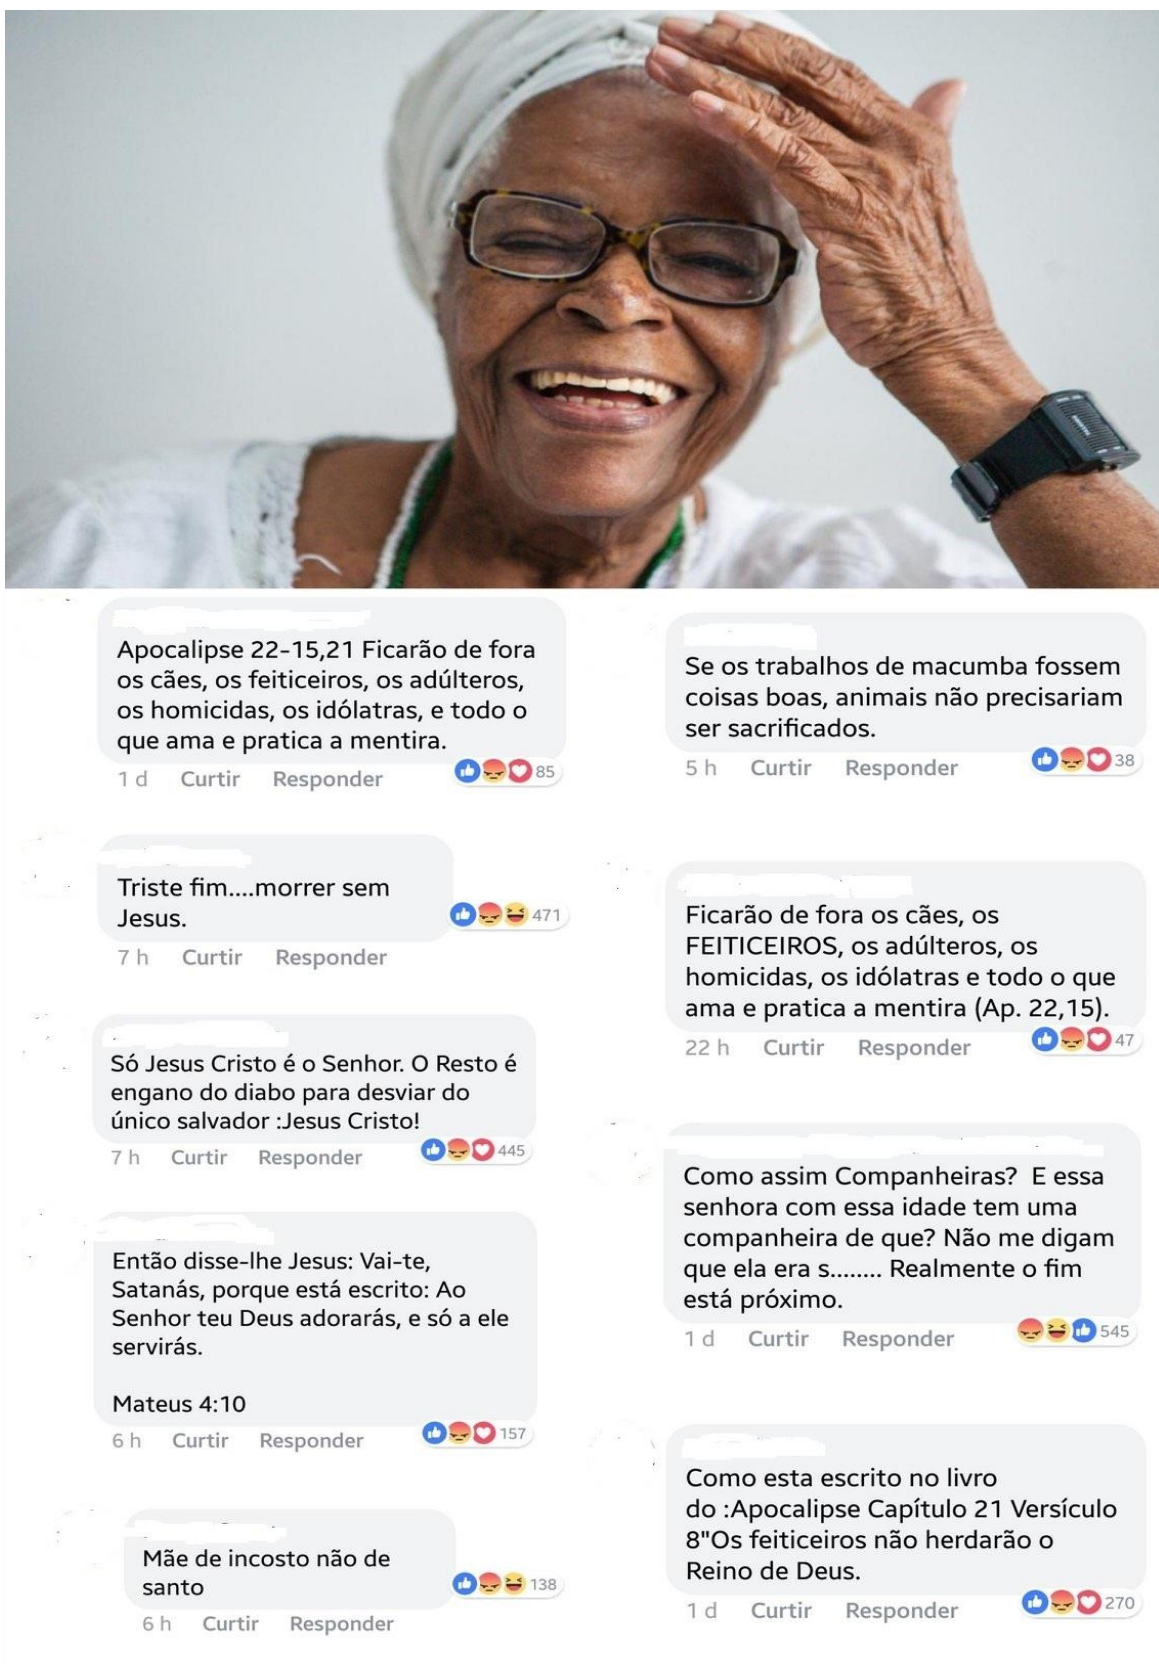 Apocalipse 22-15,21 Ficarão de fora
os cães, os feiticeiros, os adúlteros,
os homicidas, os idólatras, e todo o
que ama e pratica a mentira.
85
1 d Curtir Responder
Triste fim....morrer sem
Jesus.
471
7 h Curtir Responder
Só Jesus Cristo é o Senhor. O Resto é
engano do diabo para desviar do
único salvador :Jesus Cristo!
445
7 h Curtir Responder
Então disse-lhe Jesus: Vai-te,
Satanás, porque está escrito: Ao
Senhor teu Deus adorarás, e só a ele
servirás.
Mateus 4:10
157
6 h Curtir Responder
Mãe de incosto não de
santo
138
6 h Curtir Responder
Se os trabalhos de macumba fossem
coisas boas, animais não precisariam
ser sacrificados.
38
5 h Curtir Responder
Ficarão de fora os cães, os
FEITICEIROS, os adúlteros, os
homicidas, os idólatras e todo o que
ama e pratica a mentira (Ap. 22,15).
47
22 h Curtir Responder
Como assim Companheiras? E essa
senhora com essa idade tem uma
companheira de que? Não me digam
que ela era s........ Realmente o fim
está próximo.
545
1 d Curtir Responder
Como esta escrito no livro
do :Apocalipse Capítulo 21 Versículo
8"Os feiticeiros não herdarão o
Reino de Deus.
270
1 d Curtir Responder